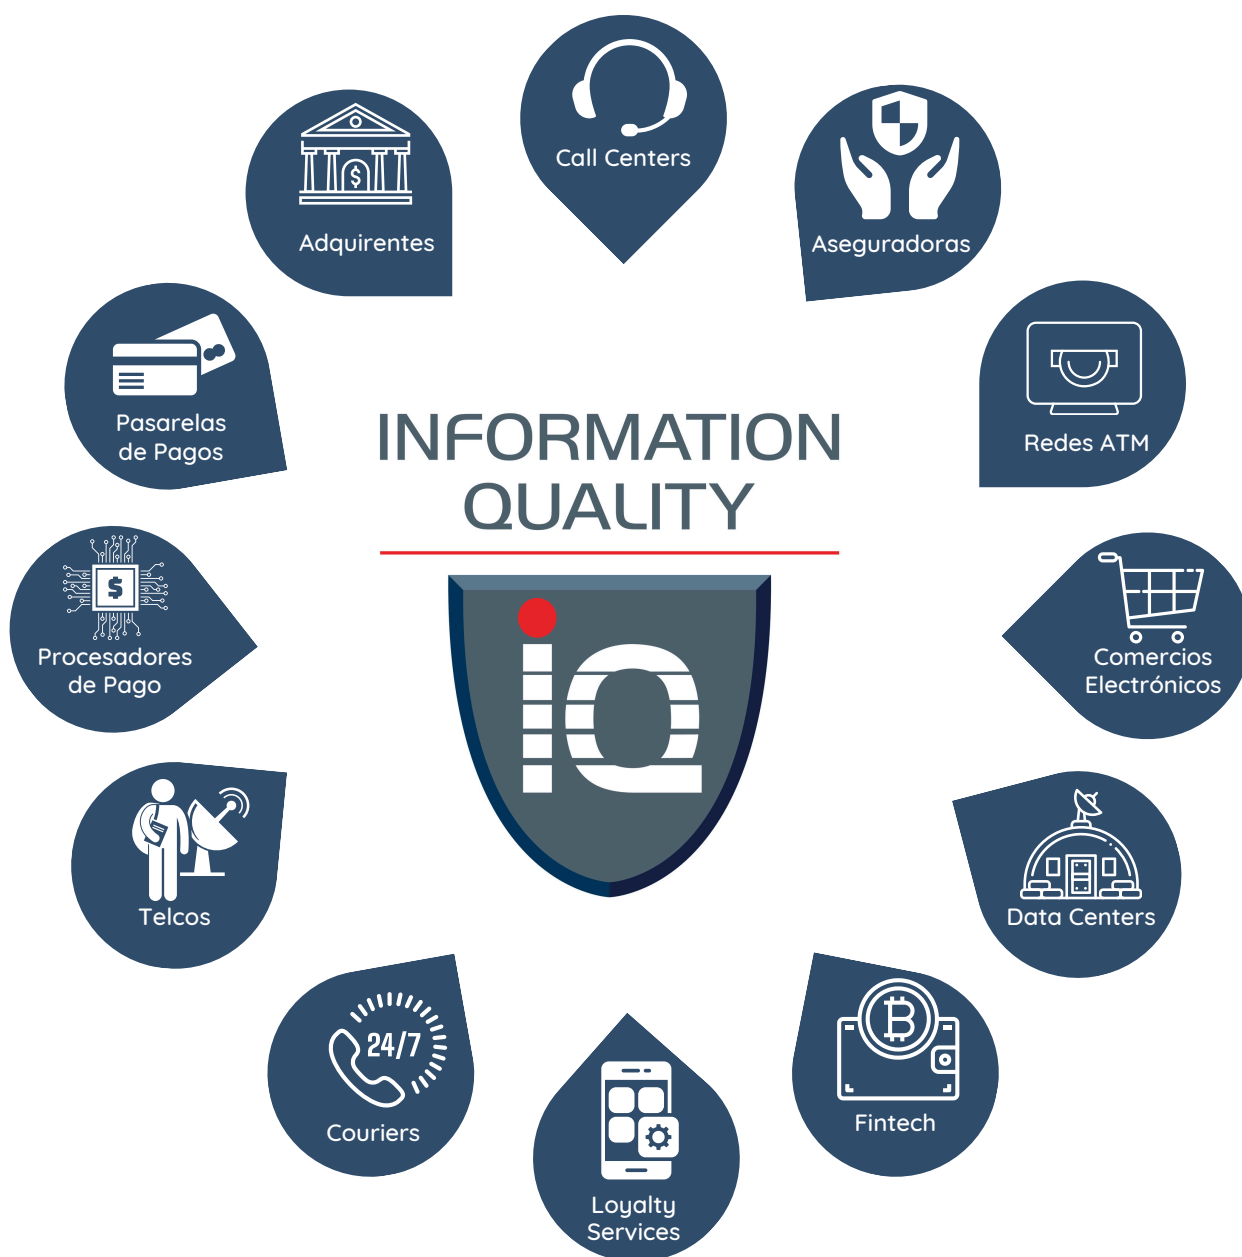 Call Centers
Adquirentes
$
Aseguradoras
Pasarelas
de Pagos
Redes ATM
INFORMATION
QUALITY
iQ
$
Procesadores
de Pago
Comercios
Electrónicos
Telcos
Data Centers
24/7
Couriers
B
Fintech
Loyalty
Services